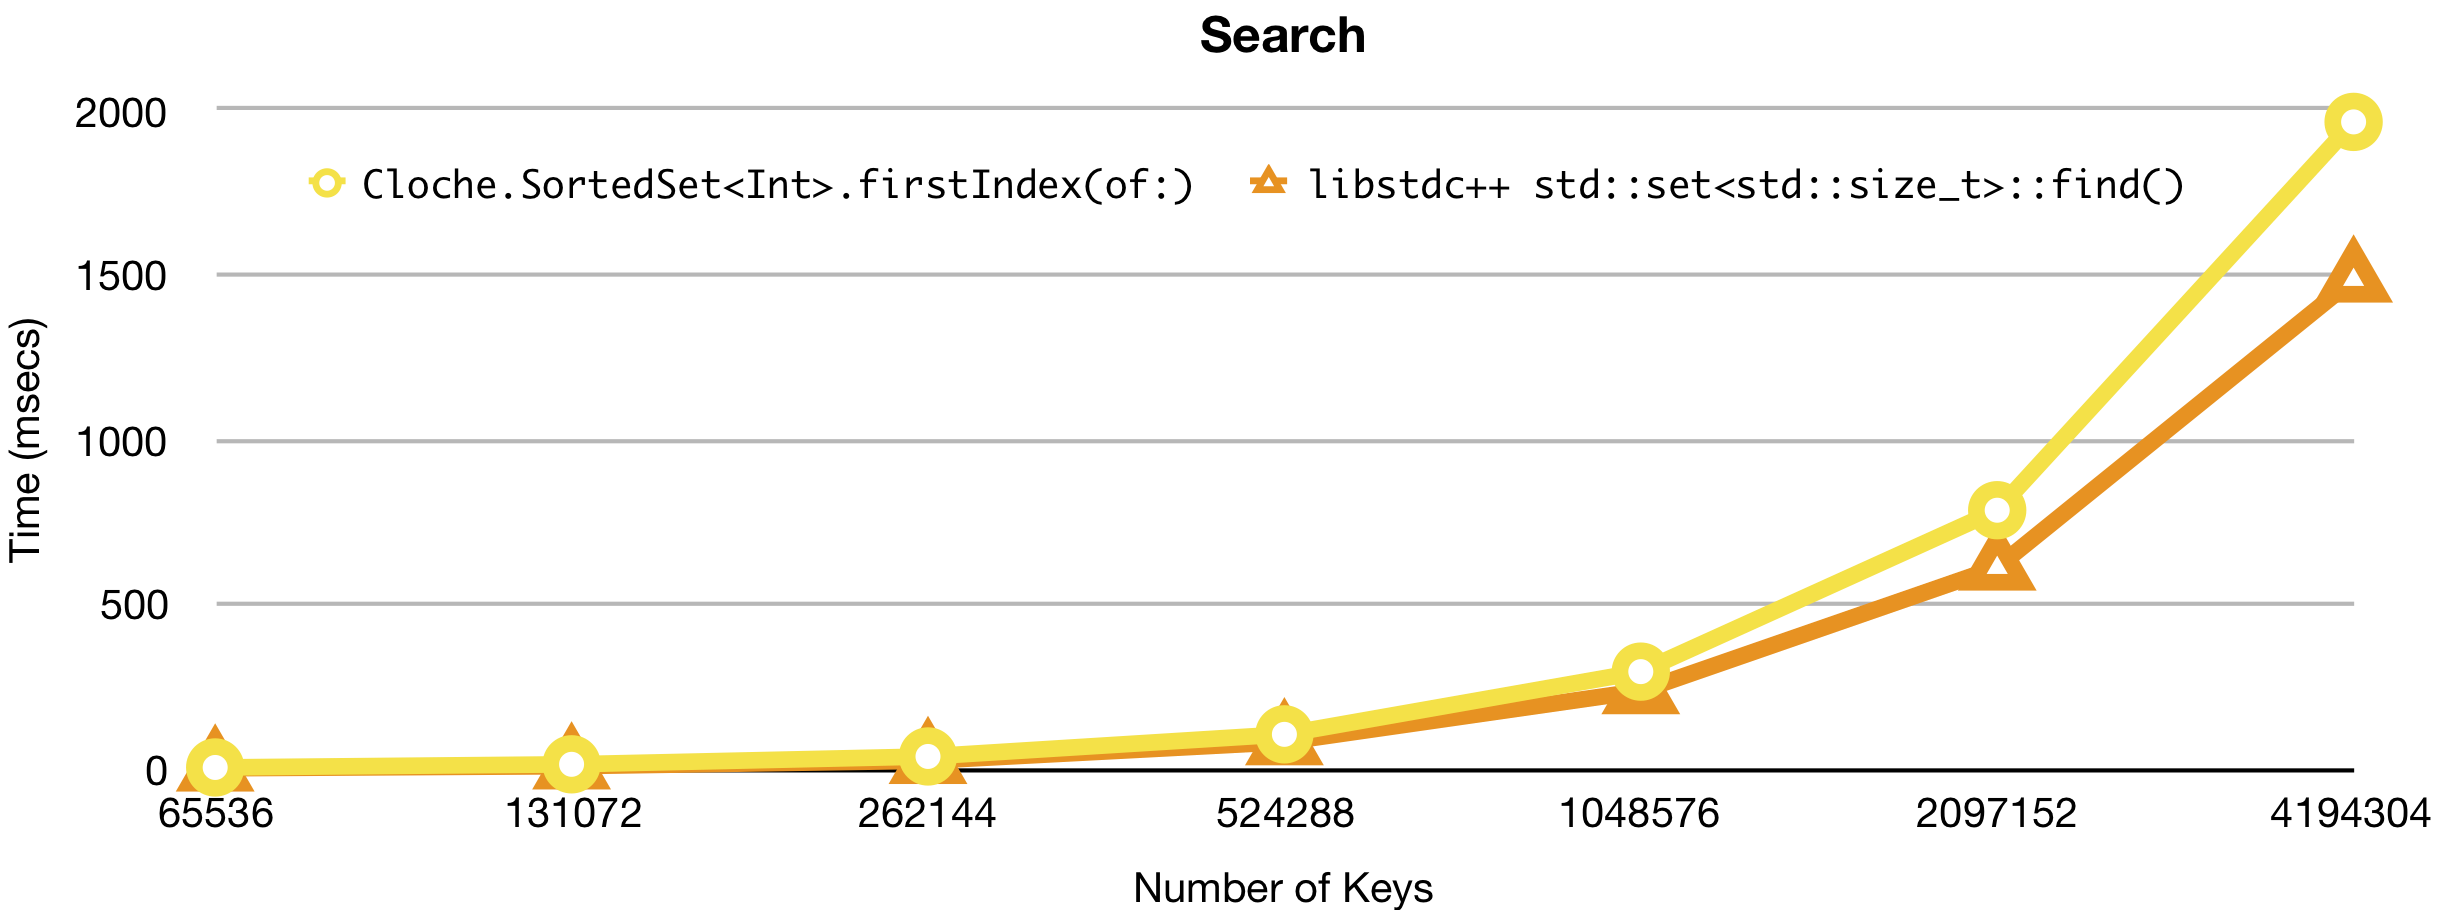 Search
2000
Cloche.SortedSet<Int>.firstIndex(of:) libstdc++ std::set<std::size_t>::find()
1500
1000
500
0
Time (msecs)
65536 131072 262144 524288 1048576 2097152 4194304
Number of Keys